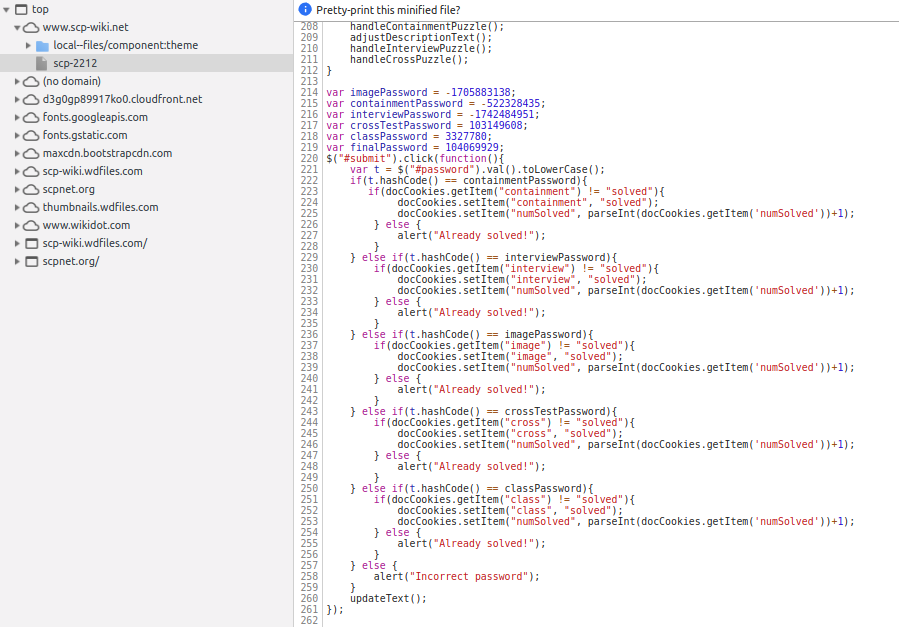 top
www.scp-wiki.net
local--files/component:theme
scp-2212
(no domain)
d3g0gp89917ko0.cloudfront.net
fonts.googleapis.com
fonts.gstatic.com
maxcdn.bootstrapcdn.com
scp-wiki.wdfiles.com
scpnet.org
thumbnails.wdfiles.com
www.wikidot.com
scp-wiki.wdfiles.com/
scpnet.org/
Pretty-print this minified file?
208 handleContainmentPuzzle();
209 adjustDescriptionText();
210 handleInterviewPuzzle();
211 handleCrossPuzzle();
212 }
213
214 var imagePassword = -1705883138;
215 var containmentPassword = -522328435;
216 var interviewPassword = -1742484951;
217 var crossTestPassword = 103149608;
218 var classPassword = 3327780;
219 var finalPassword = 104069929;
220 $("#submit").click(function(){
221 var t = $("#password").val().toLowerCase();
222 if(t.hashCode() == containmentPassword){
223 if(docCookies.getItem("containment") != "solved"){
224 docCookies.setItem("containment", "solved");
225 docCookies.setItem("numSolved", parseInt(docCookies.getItem('numSolved'))+1);
226 } else {
227 alert("Already solved!");
228 }
229 } else if(t.hashCode() == interviewPassword){
230 if(docCookies.getItem("interview") != "solved"){
231 docCookies.setItem("interview", "solved");
232 docCookies.setItem("numSolved", parseInt(docCookies.getItem('numSolved'))+1);
233 } else {
234 alert("Already solved!");
235 }
236 } else if(t.hashCode() == imagePassword){
237 if(docCookies.getItem("image") != "solved"){
238 docCookies.setItem("image", "solved");
239 docCookies.setItem("numSolved", parseInt(docCookies.getItem('numSolved'))+1);
240 } else {
241 alert("Already solved!");
242 }
243 } else if(t.hashCode() == crossTestPassword){
244 if(docCookies.getItem("cross") != "solved"){
245 docCookies.setItem("cross", "solved");
246 docCookies.setItem("numSolved", parseInt(docCookies.getItem('numSolved'))+1);
247 } else {
248 alert("Already solved!");
249 }
250 } else if(t.hashCode() == classPassword){
251 if(docCookies.getItem("class") != "solved"){
252 docCookies.setItem("class", "solved");
253 docCookies.setItem("numSolved", parseInt(docCookies.getItem('numSolved'))+1);
254 } else {
255 alert("Already solved!");
256 }
257 } else {
258 alert("Incorrect password");
259 }
260 updateText();
261 });
262